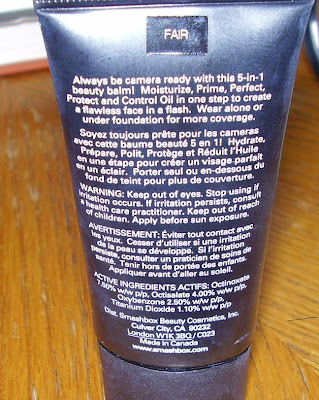 FAIR
Always be camera ready with this 5-in-1
beauty balm! Moisturize, Prime, Perfect,
Protect and Control Oil in one step to create
a flawless face in a flash. Wear alone or
under foundation for more coverage.
Soyez toujours prête pour les cameras
avec cette baume beauté 5 en 1! Hydrate,
Prépare, Polit, Protège et Réduit l'Huile
en une étape pour créer un visage parfait
en un éclair. Porter seul ou en-dessous du
fond de teint pour plus de couverture.
WARNING: Keep out of eyes. Stop using if
irritation occurs. If irritation persists, consult
a health care practitioner. Keep out of reach
of children. Apply before sun exposure.
AVERTISSEMENT: Éviter tout contact avec
les yeux. Cesser d'utiliser si une irritation
de la peau se développe. Si l'irritation
persiste, consulter un praticien de soins de
santé. Tenir hors de portée des enfants.
Appliquer avant d'aller au soleil.
ACTIVE INGREDIENTS ACTIFS: Octinoxate
7.50% w/w p/p, Octisalate 4.00% w/w p/p,
Oxybenzone 2.50% w/w p/p,
Titanium Dioxide 1.10% w/w p/p
Dist. Smashbox Beauty Cosmetics, Inc.
Culver City, CA 90232
London W1K 3BQ / C023
Made in Canada
www.smashbox.com